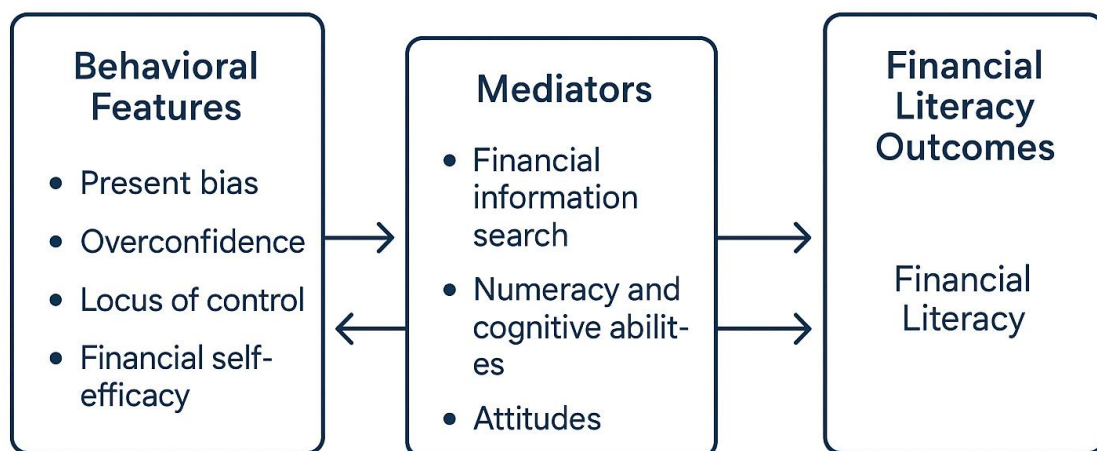 Behavioral
Features
• Present bias
• Overconfidence
• Locus of control
• Financial self-
efficacy
Mediators
• Financial
information
search
• Numeracy and
cognitive abilit-
es
• Attitudes
Financial
Literacy
Outcomes
Financial
Literacy